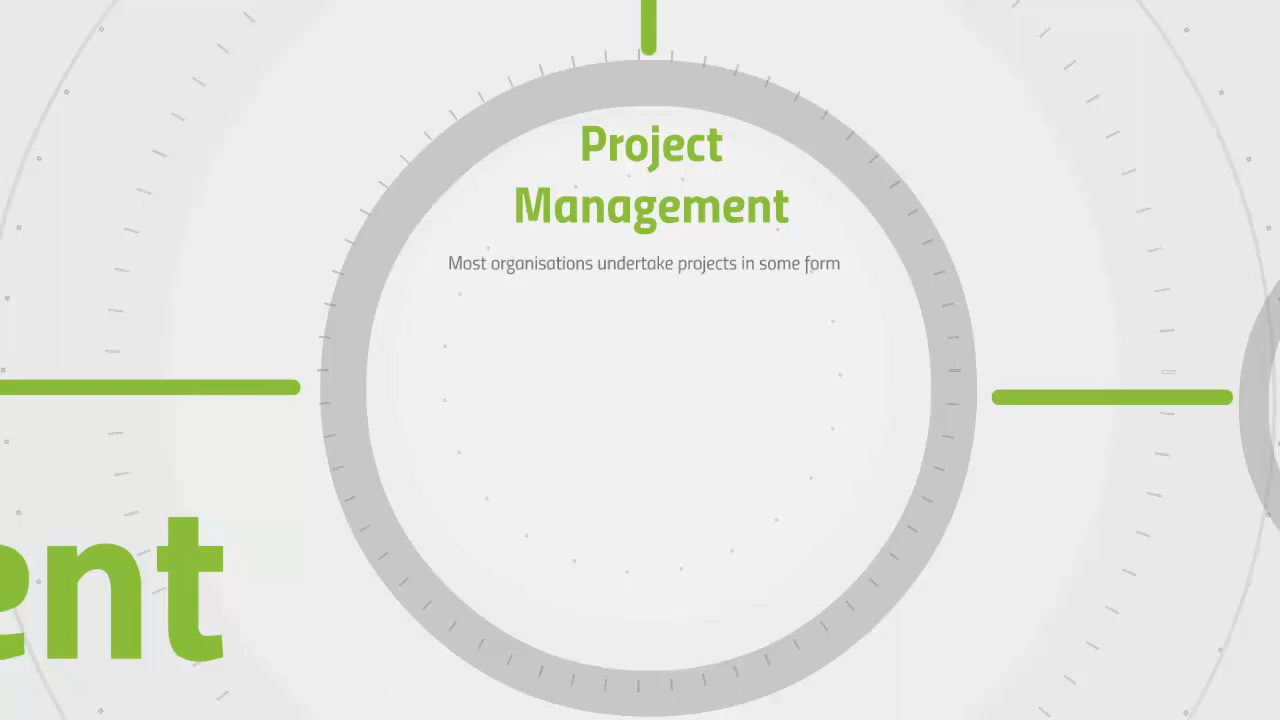 Project
Management
Most organisations undertake projects in some form
ent